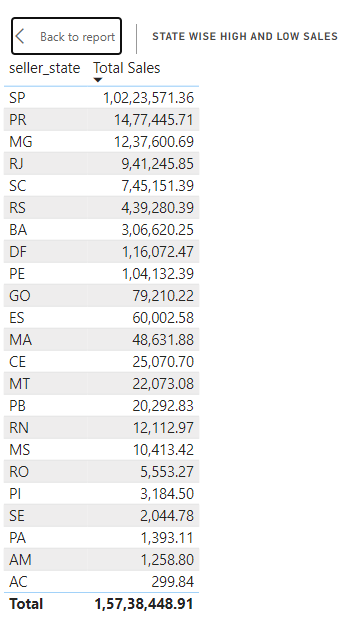 Back to report STATE WISE HIGH AND LOW SALES
seller_state Total Sales
SP 1,02,23,571.36
PR 14,77,445.71
MG 12,37,600.69
RJ 9,41,245.85
SC 7,45,151.39
RS 4,39,280.39
BA 3,06,620.25
DF 1,16,072.47
PE 1,04,132.39
GO 79,210.22
ES 60,002.58
MA 48,631.88
CE 25,070.70
MT 22,073.08
PB 20,292.83
RN 12,112.97
MS 10,413.42
RO 5,553.27
PI 3,184.50
SE 2,044.78
PA 1,393.11
AM 1,258.80
AC 299.84
Total 1,57,38,448.91